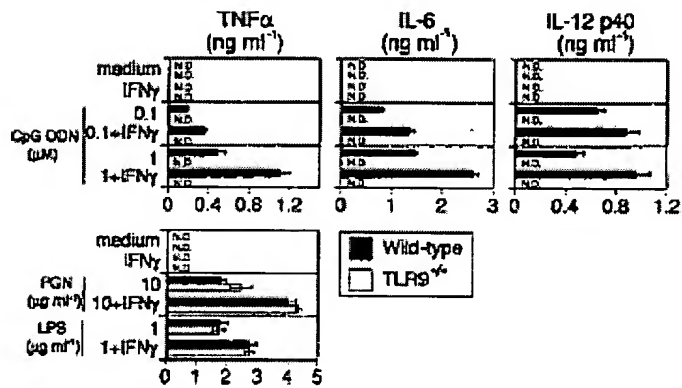 TNFα IL-6 IL-12 p40
(ng ml⁻¹) (ng ml⁻¹) (ng ml⁻¹)
medium N.D. N.D. N.D.
N.D. N.D. N.D.
IFNγ N.D. N.D. N.D.
N.D. N.D. N.D.
0.1
N.D. N.D. N.D.
CpG ODN 0.1+IFNγ
(μM) N.D. N.D. N.D.
1
N.D. N.D. N.D.
1+IFNγ
N.D. N.D. N.D.
0 0.4 0.8 1.2 0 1 2 3 0 0.4 0.8 1.2
medium N.D.
N.D.
IFNγ N.D.
N.D.
PGN 10
(μg ml⁻¹) 10+IFNγ
LPS 1
(μg ml⁻¹) 1+IFNγ
0 1 2 3 4 5
Wild-type
TLR9⁻/⁻